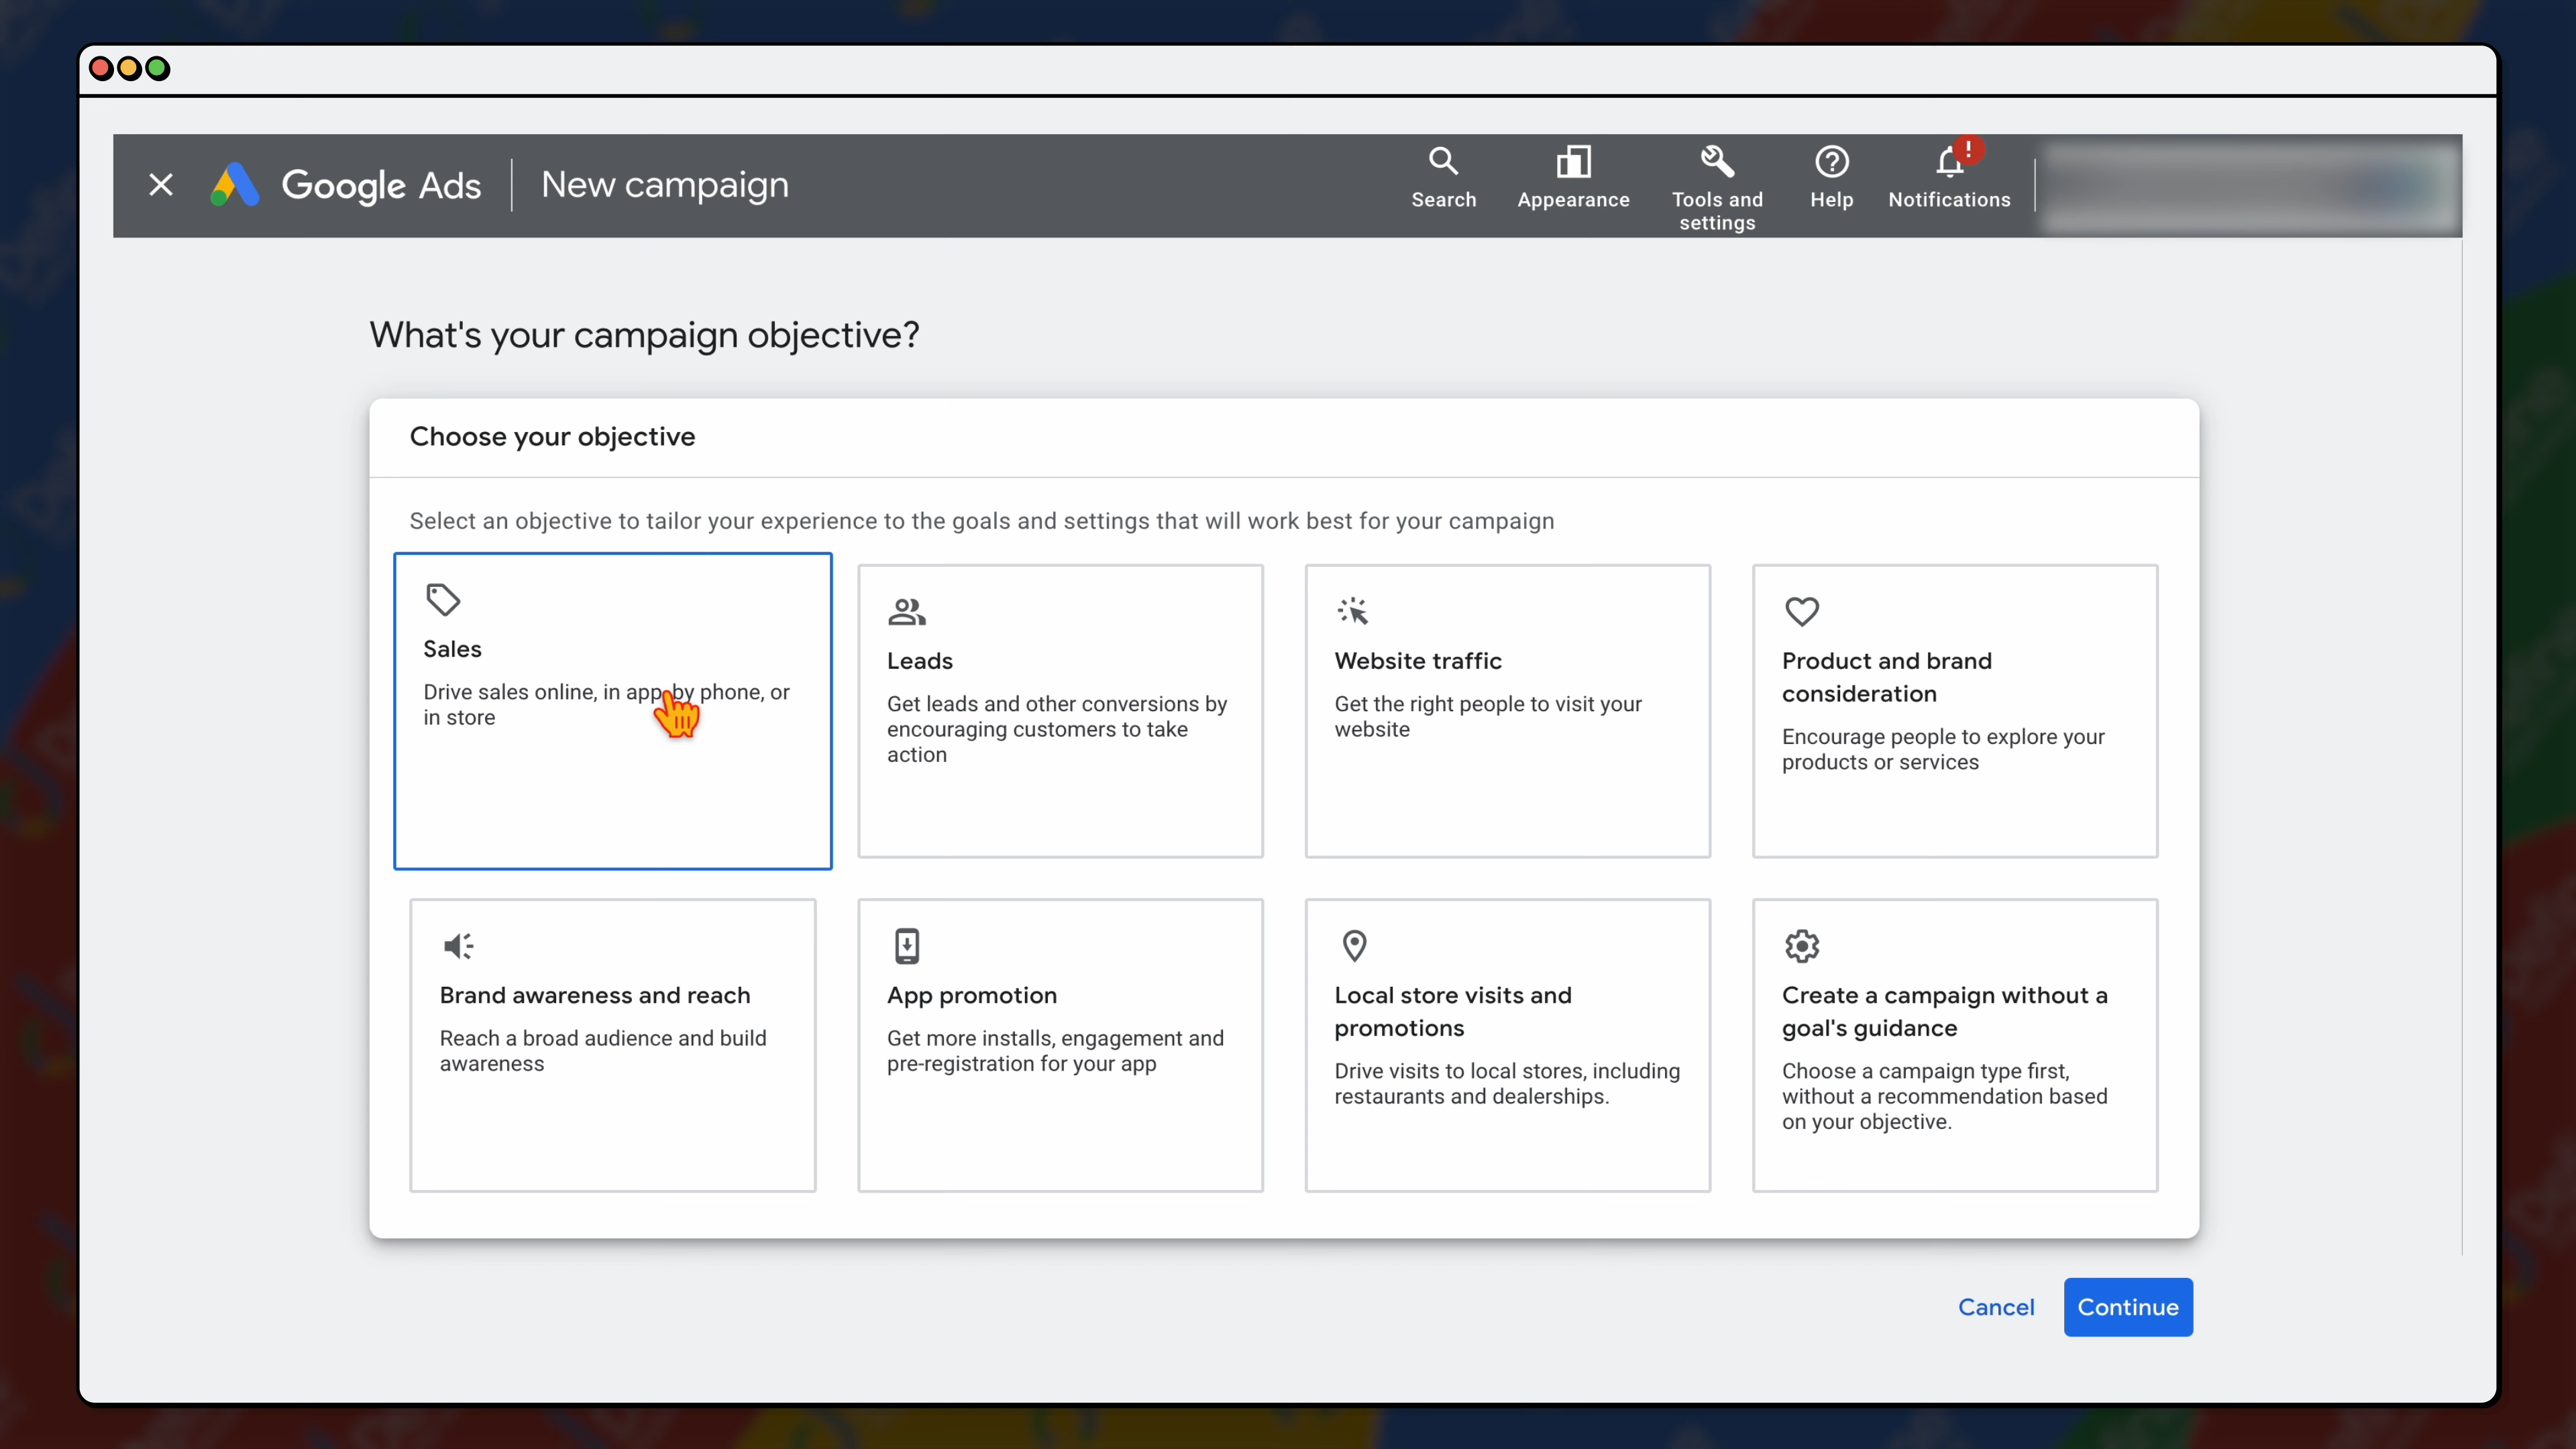 Google Ads
New campaign
Search
Appearance
Tools and
settings
Help
!
Notifications
What's your campaign objective?
Choose your objective
Select an objective to tailor your experience to the goals and settings that will work best for your campaign
Sales
Drive sales online, in app, by phone, or
in store
Leads
Get leads and other conversions by
encouraging customers to take
action
Website traffic
Get the right people to visit your
website
Product and brand
consideration
Encourage people to explore your
products or services
Brand awareness and reach
Reach a broad audience and build
awareness
App promotion
Get more installs, engagement and
pre-registration for your app
Local store visits and
promotions
Drive visits to local stores, including
restaurants and dealerships.
Create a campaign without a
goal's guidance
Choose a campaign type first,
without a recommendation based
on your objective.
Cancel
Continue